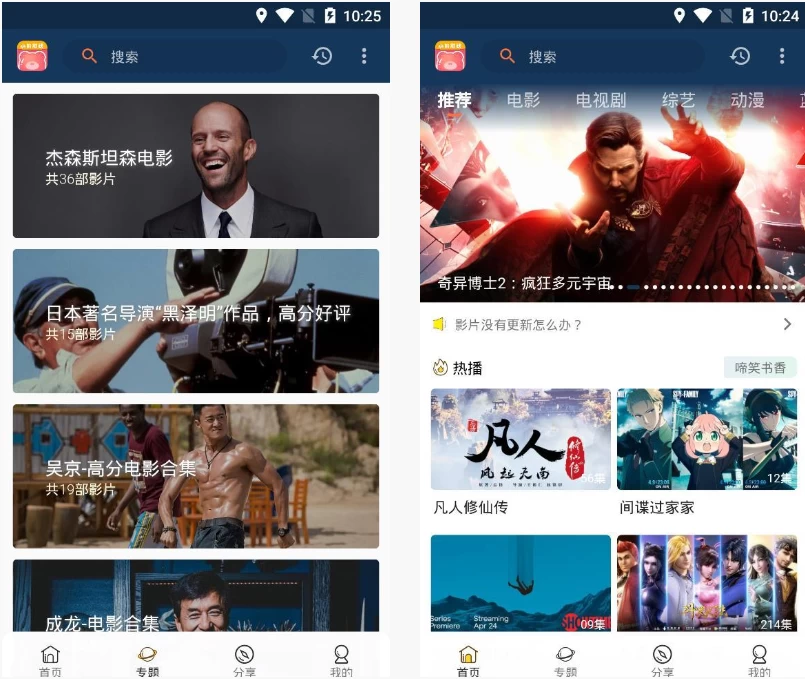 10:25
搜索
杰森斯坦森电影
共36部影片
日本著名导演“黑泽明”作品，高分好评
共15部影片
吴京-高分电影合集
共19部影片
成龙-电影合集
首页
专题
分享
我的
10:24
搜索
推荐
电影
电视剧
综艺
动漫
奇异博士2：疯狂多元宇宙
影片没有更新怎么办？
热播
啼笑书香
凡人
修仙传
风起天南
56集
凡人修仙传
SPY×FAMILY
12集
间谍过家家
Series
Premiere
Streaming
Apr 24
09集
214集
首页
专题
分享
我的